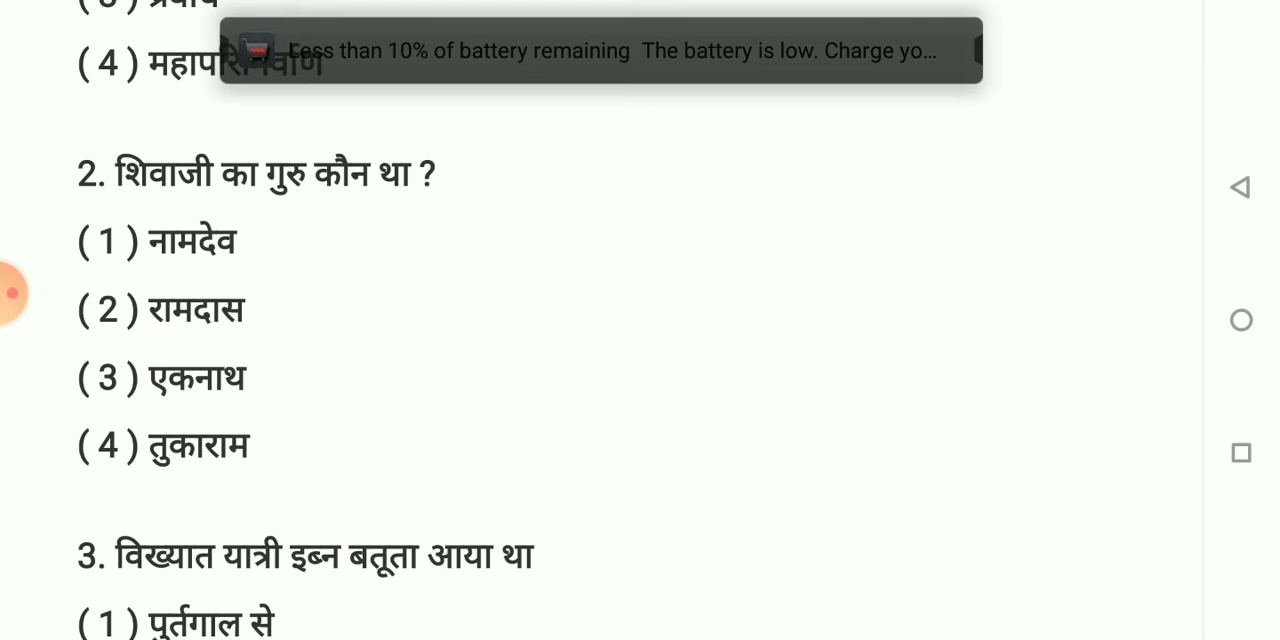 ( 4 )
Less than 10% of battery remaining The battery is low. Charge yo...
2. शिवाजी का गुरु कौन था ?
( 1 ) नामदेव
( 2 ) रामदास
( 3 ) एकनाथ
( 4 ) तुकाराम
3. विख्यात यात्री इब्न बतूता आया था
( 1 ) पुर्तगाल से